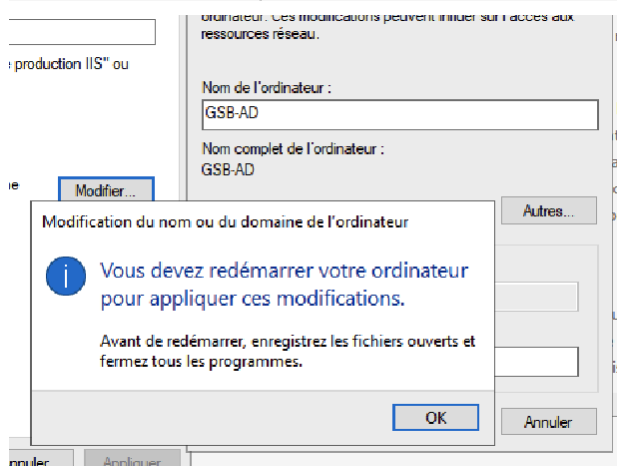 ordinateur. Ces modifications peuvent influer sur l'accès aux
ressources réseau.
production IIS" ou
Nom de l'ordinateur :
GSB-AD
Nom complet de l'ordinateur :
GSB-AD
Modifier...
Autres...
Modification du nom ou du domaine de l'ordinateur
Vous devez redémarrer votre ordinateur
pour appliquer ces modifications.
Avant de redémarrer, enregistrez les fichiers ouverts et
fermez tous les programmes.
OK
Annuler
Appliquer